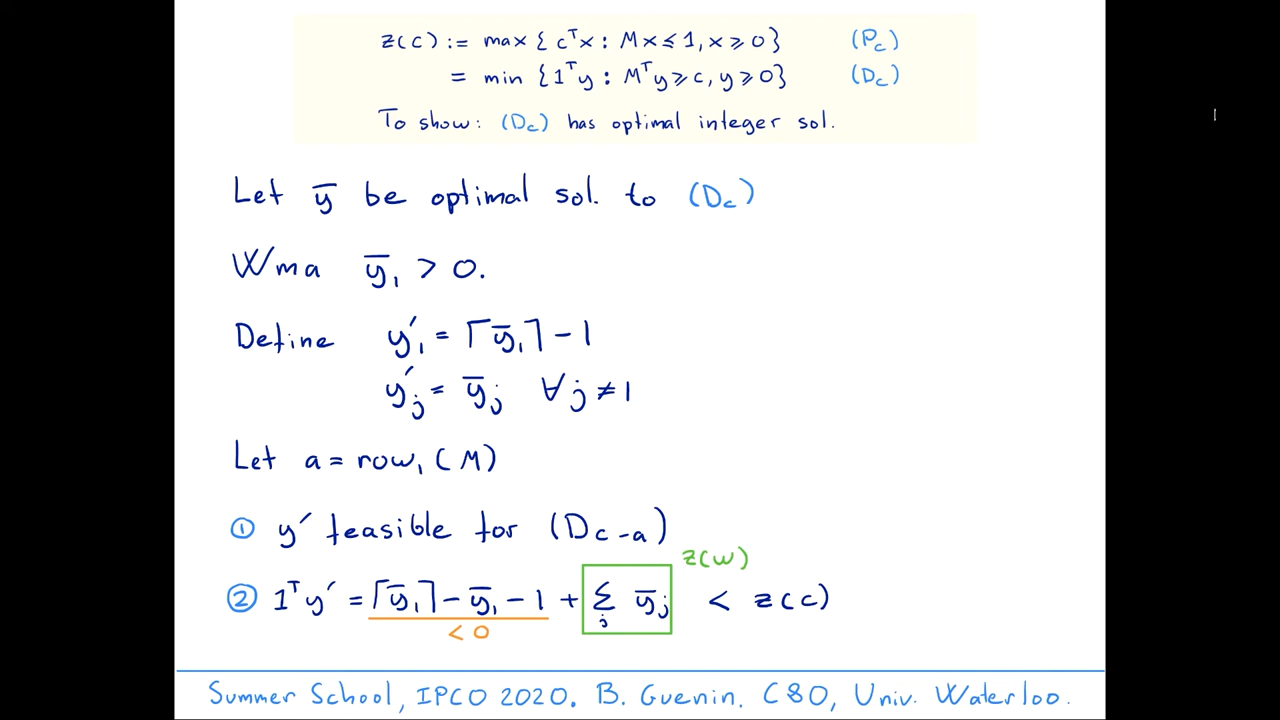 z(c) := max { cᵀx : Mx ≤ 1, x ≥ 0 } (P_c)
= min { 1ᵀy : Mᵀy ≥ c, y ≥ 0 } (D_c)
To show: (D_c) has optimal integer sol.
Let ȳ be optimal sol. to (D_c)
Wma ȳ₁ > 0.
Define y′₁ = ⌈ȳ₁⌉ − 1
y′ⱼ = ȳⱼ ∀j ≠ 1
Let a = row₁(M)
① y′ feasible for (D_c-a)
z(w)
② 1ᵀy′ = ⌈ȳ₁⌉ − ȳ₁ − 1 + Σⱼ ȳⱼ < z(c)
< 0
Summer School, IPCO 2020. B. Guenin. C&O, Univ. Waterloo.